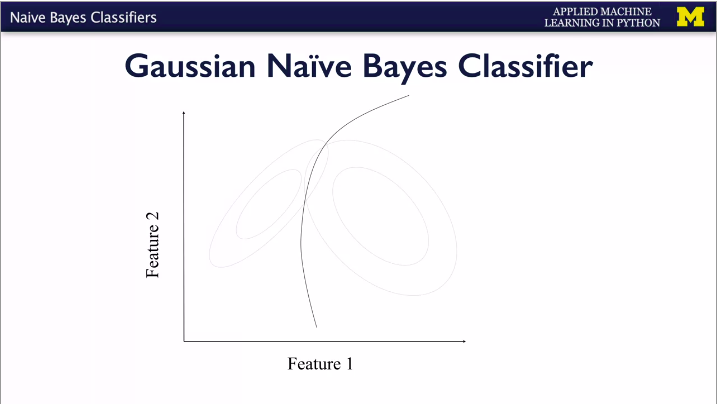 Naive Bayes Classifiers
APPLIED MACHINE
LEARNING IN PYTHON
M
Gaussian Naïve Bayes Classifier
Feature 2
Feature 1